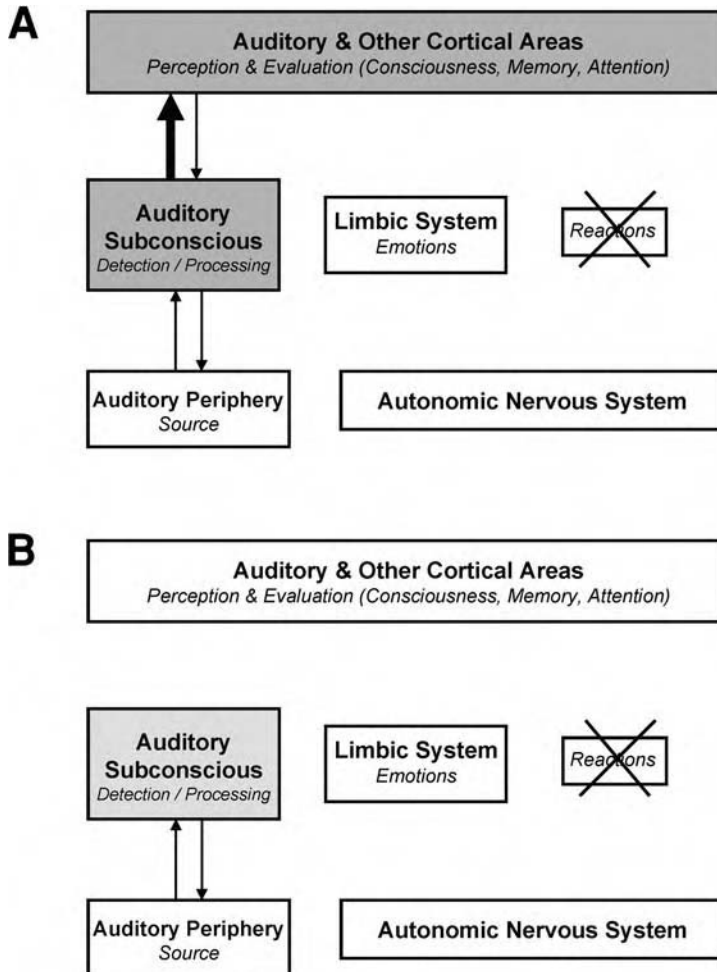 A
Auditory & Other Cortical Areas
Perception & Evaluation (Consciousness, Memory, Attention)
Auditory
Subconscious
Detection / Processing
Limbic System
Emotions
Reactions
Auditory Periphery
Source
Autonomic Nervous System
B
Auditory & Other Cortical Areas
Perception & Evaluation (Consciousness, Memory, Attention)
Auditory
Subconscious
Detection / Processing
Limbic System
Emotions
Reactions
Auditory Periphery
Source
Autonomic Nervous System